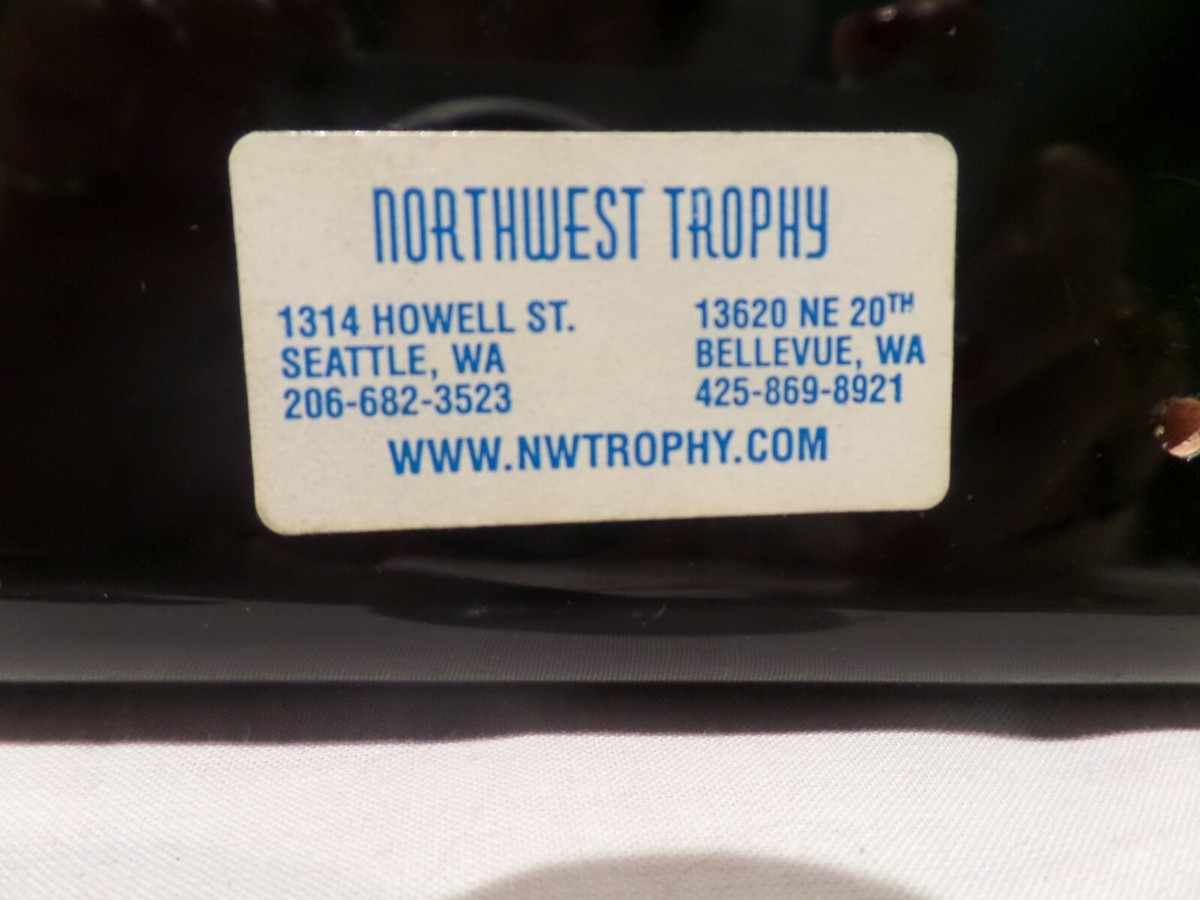 NORTHWEST TROPHY
1314 HOWELL ST.
SEATTLE, WA
206-682-3523
13620 NE 20TH
BELLEVUE, WA
425-869-8921
WWW.NWTROPHY.COM